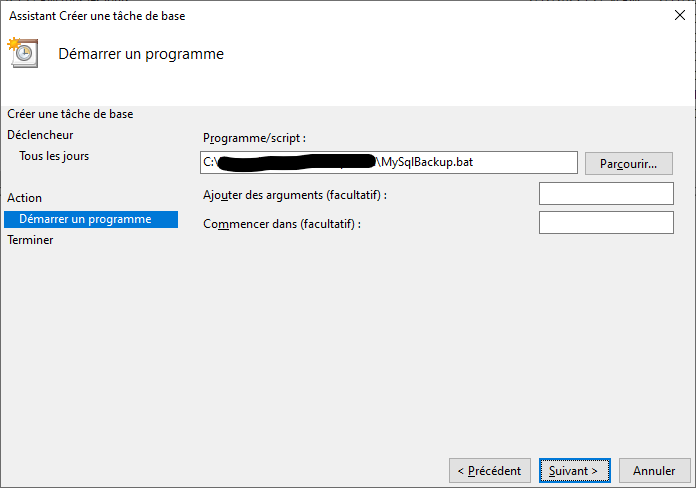 Assistant Créer une tâche de base
Démarrer un programme
Créer une tâche de base
Déclencheur
Tous les jours
Action
Démarrer un programme
Terminer
Programme/script :
C:\ \MySqlBackup.bat
Parcourir...
Ajouter des arguments (facultatif) :
Commencer dans (facultatif) :
< Précédent
Suivant >
Annuler